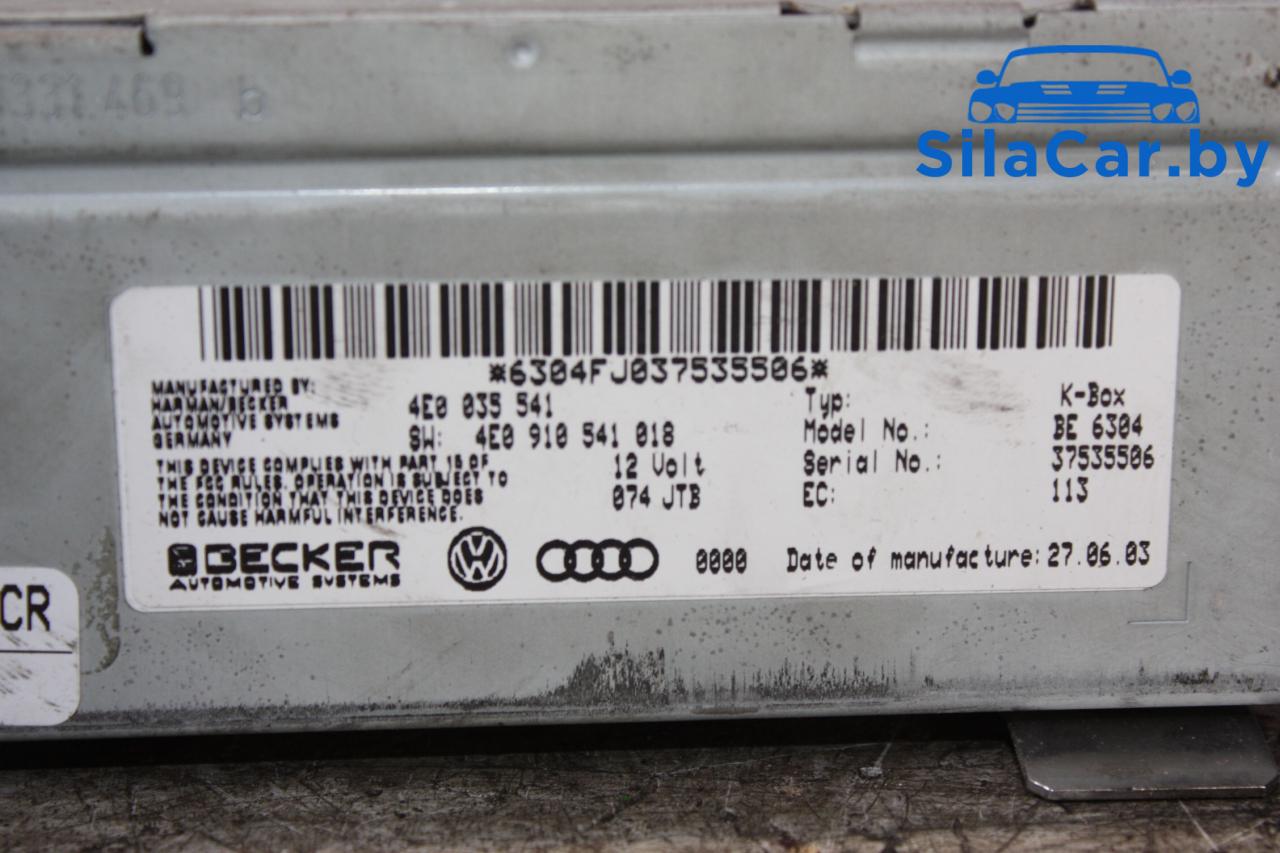 331.469 b
SilaCar.by
*6304FJ037535506*
MANUFACTURED BY:
HARMAN/BECKER
AUTOMOTIVE SYSTEMS
GERMANY
4E0 035 541
SW: 4E0 910 541 018
Typ: K-Box
Model No.: BE 6304
Serial No.: 37535506
EC: 113
THIS DEVICE COMPLIES WITH PART 15 OF
THE FCC RULES. OPERATION IS SUBJECT TO
THE CONDITION THAT THIS DEVICE DOES
NOT CAUSE HARMFUL INTERFERENCE.
12 Volt
074 JTB
BECKER
AUTOMOTIVE SYSTEMS
VW
0000
Date of manufacture: 27.06.03
CR